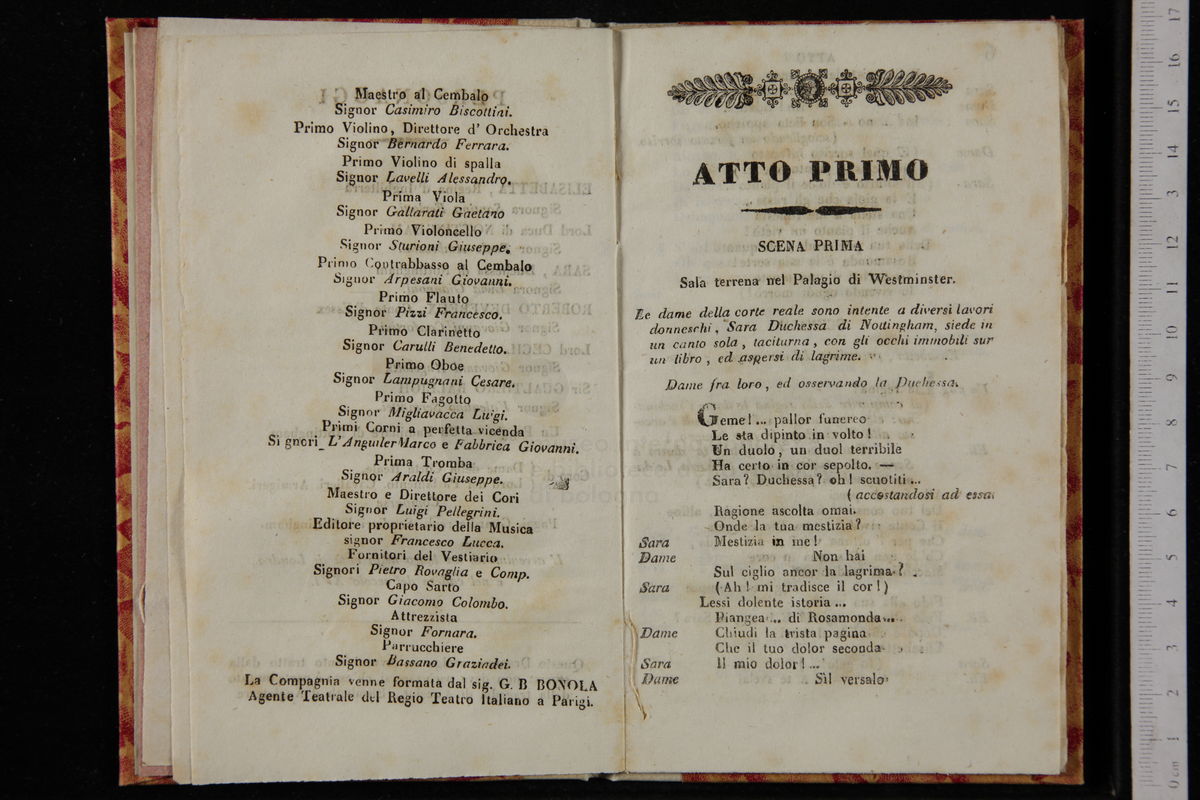 Maestro al Cembalo
Signor Casimiro Biscottini.
Primo Violino, Direttore d' Orchestra
Signor Bernardo Ferrara.
Primo Violino di spalla
Signor Lavelli Alessandro.
Prima Viola
Signor Gallarati Gaetano
Primo Violoncello
Signor Sturioni Giuseppe.
Primo Contrabbasso al Cembalo
Signor Arpesani Giovanni.
Primo Flauto
Signor Pizzi Francesco.
Primo Clarinetto
Signor Carulli Benedetto.
Primo Oboe
Signor Lampugnani Cesare.
Primo Fagotto
Signor Migliavacca Luigi.
Primi Corni a perfetta vicenda
Si gnori L'Anguiler Marco e Fabbrica Giovanni.
Prima Tromba
Signor Araldi Giuseppe.
Maestro e Direttore dei Cori
Signor Luigi Pellegrini.
Editore proprietario della Musica
signor Francesco Lucca.
Fornitori del Vestiario
Signori Pietro Rovaglia e Comp.
Capo Sarto
Signor Giacomo Colombo.
Attrezzista
Signor Fornara.
Parrucchiere
Signor Bassano Graziadei.
La Compagnia venne formata dal sig. G. B BONOLA
Agente Teatrale del Regio Teatro Italiano a Parigi.
ATTO PRIMO
SCENA PRIMA
Sala terrena nel Palagio di Westminster.
Le dame della corte reale sono intente a diversi lavori
donneschi, Sara Duchessa di Nottingham, siede in
un canto sola, taciturna, con gli occhi immobili sur
un libro, ed aspersi di lagrime.
Dame fra loro, ed osservando la Duchessa.
Geme!... pallor funereo
Le sta dipinto in volto!
Un duolo, un duol terribile
Ha certo in cor sepolto. —
Sara? Duchessa? oh! scuotiti...
(accostandosi ad essa.
Ragione ascolta omai.
Onde la tua mestizia?
Sara Mestizia in me!
Dame Non hai
Sul ciglio ancor la lagrima?
Sara (Ah! mi tradisce il cor!)
Lessi dolente istoria...
Piangea... di Rosamonda...
Dame Chiudi la trista pagina
Che il tuo dolor seconda
Sara Il mio dolor!...
Dame Sìl versalo